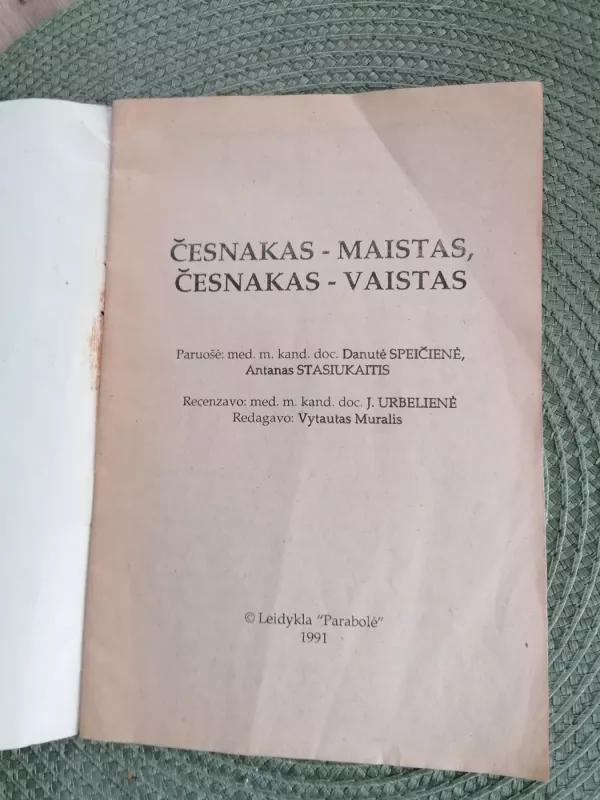 ČESNAKAS - MAISTAS,
ČESNAKAS - VAISTAS
Paruošė: med. m. kand. doc. Danutė SPEIČIENĖ,
Antanas STASIUKAITIS
Recenzavo: med. m. kand. doc. J. URBELIENĖ
Redagavo: Vytautas Muralis
© Leidykla "Parabolė"
1991